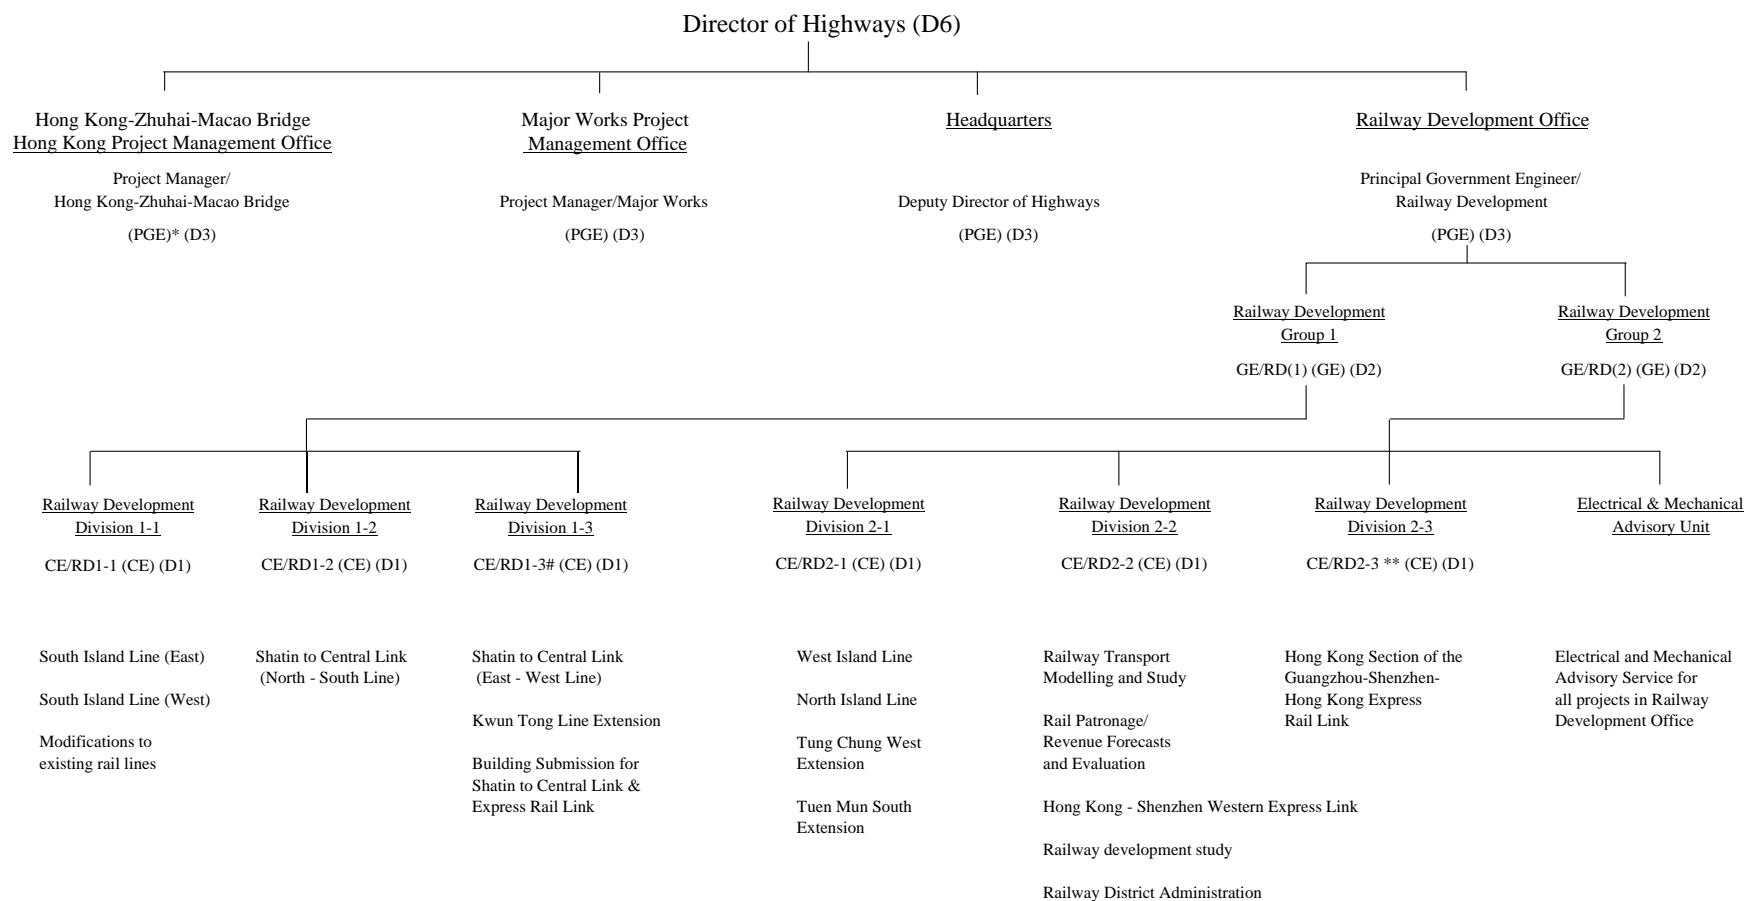 Director of Highways (D6)
Hong Kong-Zhuhai-Macao Bridge
Hong Kong Project Management Office
Project Manager/
Hong Kong-Zhuhai-Macao Bridge
(PGE)* (D3)
Major Works Project
Management Office
Project Manager/Major Works
(PGE) (D3)
Headquarters
Deputy Director of Highways
(PGE) (D3)
Railway Development Office
Principal Government Engineer/
Railway Development
(PGE) (D3)
Railway Development
Group 1
GE/RD(1) (GE) (D2)
Railway Development
Group 2
GE/RD(2) (GE) (D2)
Railway Development
Division 1-1
CE/RD1-1 (CE) (D1)
South Island Line (East)
South Island Line (West)
Modifications to
existing rail lines
Railway Development
Division 1-2
CE/RD1-2 (CE) (D1)
Shatin to Central Link
(North - South Line)
Railway Development
Division 1-3
CE/RD1-3# (CE) (D1)
Shatin to Central Link
(East - West Line)
Kwun Tong Line Extension
Building Submission for
Shatin to Central Link &
Express Rail Link
Railway Development
Division 2-1
CE/RD2-1 (CE) (D1)
West Island Line
North Island Line
Tung Chung West
Extension
Tuen Mun South
Extension
Railway Development
Division 2-2
CE/RD2-2 (CE) (D1)
Railway Transport
Modelling and Study
Rail Patronage/
Revenue Forecasts
and Evaluation
Hong Kong - Shenzhen Western Express Link
Railway development study
Railway District Administration
Railway Development
Division 2-3
CE/RD2-3 ** (CE) (D1)
Hong Kong Section of the
Guangzhou-Shenzhen-
Hong Kong Express
Rail Link
Electrical & Mechanical
Advisory Unit
Electrical and Mechanical
Advisory Service for
all projects in Railway
Development Office